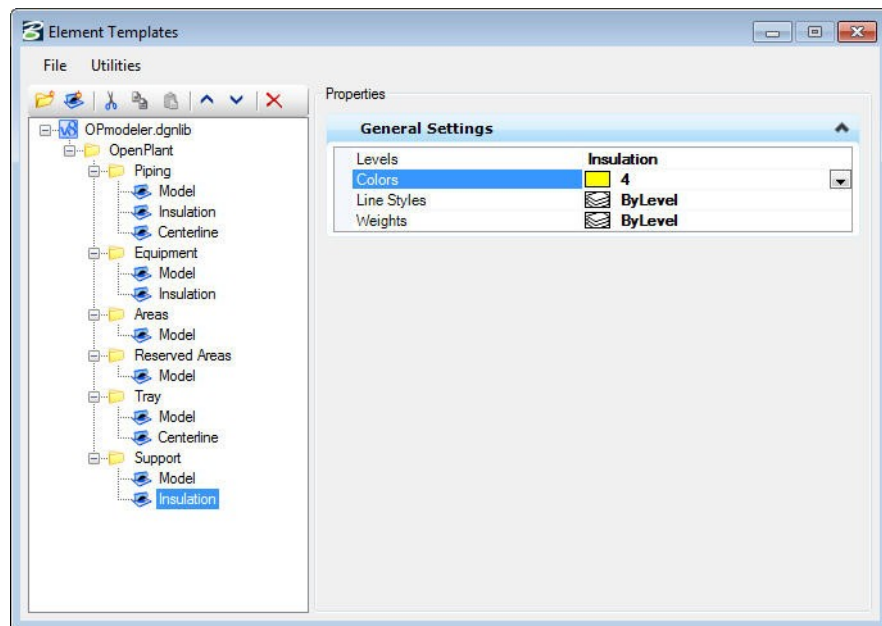 Element Templates
File Utilities
Properties
V8 OPmodeler.dgnlib
OpenPlant
Piping
Model
Insulation
Centerline
Equipment
Model
Insulation
Areas
Model
Reserved Areas
Model
Tray
Model
Centerline
Support
Model
Insulation
General Settings
Levels Insulation
Colors 4
Line Styles ByLevel
Weights ByLevel